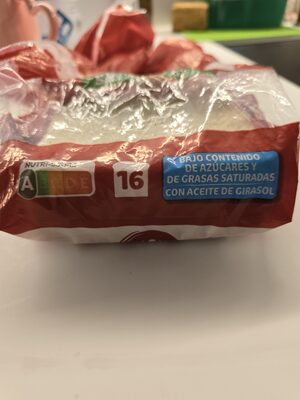 NUTRI-SCORE
A B C D E
16
BAJO CONTENIDO
DE AZÚCARES Y
DE GRASAS SATURADAS
CON ACEITE DE GIRASOL